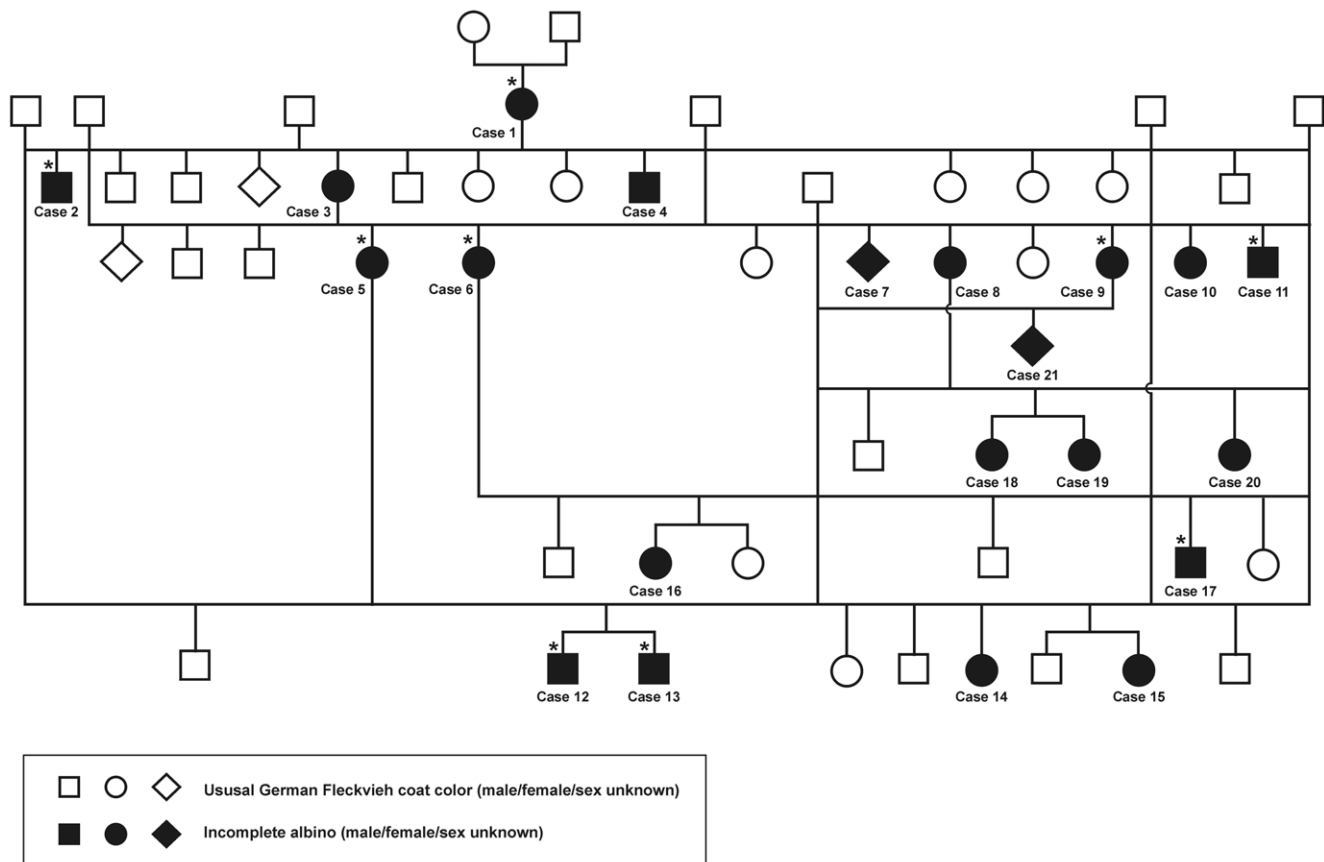 *
Case 1
*
Case 2
Case 3
Case 4
*
*
*
*
Case 5
Case 6
Case 7
Case 8
Case 9
Case 10
Case 11
Case 21
Case 18
Case 19
Case 20
*
Case 16
Case 17
*
*
Case 12
Case 13
Case 14
Case 15
Ususal German Fleckvieh coat color (male/female/sex unknown)
Incomplete albino (male/female/sex unknown)